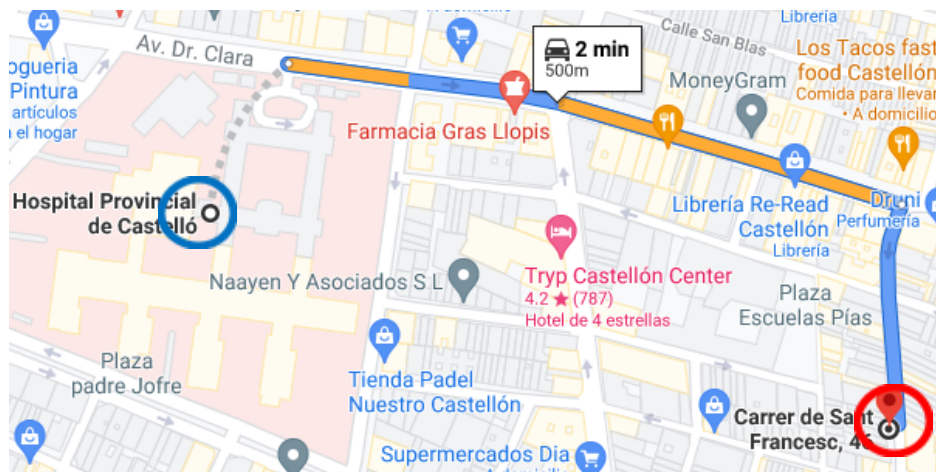 Librería
Calle San Blas
Av. Dr. Clara
2 min
500m
Los Tacos fast
food Castellón
Comida para llevar
• A domicilio
MoneyGram
Pintura
artículos
el hogar
Farmacia Gras Llopis
Hospital Provincial
de Castelló
Librería Re-Read
Castellón
Librería
Druni
Perfumería
Tryp Castellón Center
4.2 ★ (787)
Hotel de 4 estrellas
Naayen Y Asociados S L
Plaza
Escuelas Pías
Plaza
padre Jofre
Tienda Padel
Nuestro Castellón
Carrer de Sant
Francesc, 46
Supermercados Dia